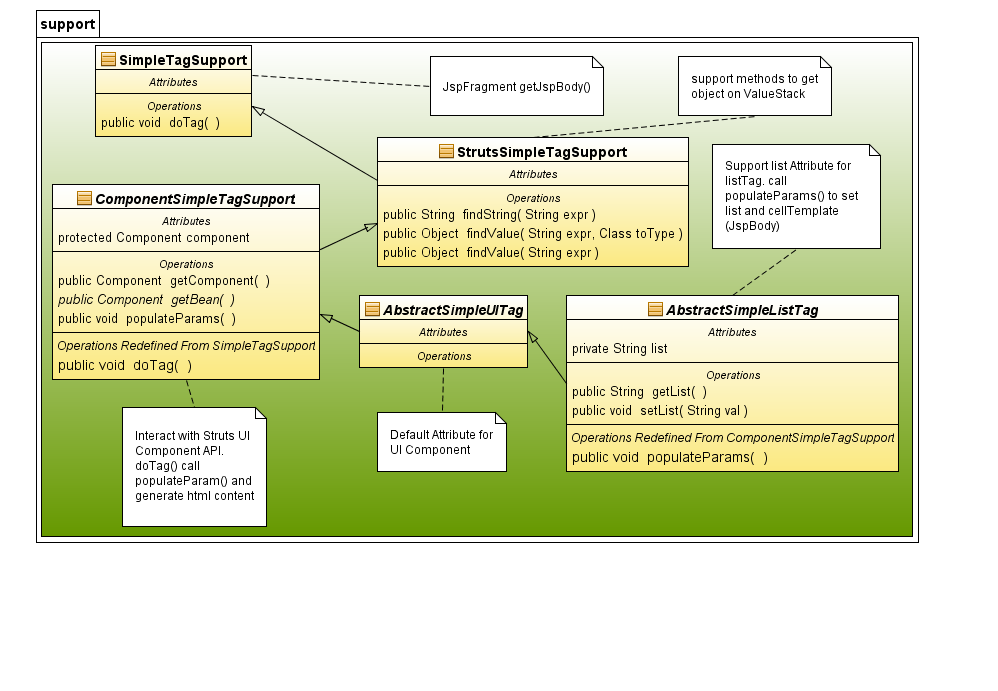 support
SimpleTagSupport
Attributes
Operations
public void doTag( )
JspFragment getJspBody()
support methods to get
object on ValueStack
StrutsSimpleTagSupport
Attributes
Operations
public String findString( String expr )
public Object findValue( String expr, Class toType )
public Object findValue( String expr )
Support list Attribute for
listTag. call
populateParams() to set
list and cellTemplate
(JspBody)
ComponentSimpleTagSupport
Attributes
protected Component component
Operations
public Component getComponent( )
public Component getBean( )
public void populateParams( )
Operations Redefined From SimpleTagSupport
public void doTag( )
AbstractSimpleUITag
Attributes
Operations
AbstractSimpleListTag
Attributes
private String list
Operations
public String getList( )
public void setList( String val )
Operations Redefined From ComponentSimpleTagSupport
public void populateParams( )
Interact with Struts UI
Component API.
doTag() call
populateParam() and
generate html content
Default Attribute for
UI Component